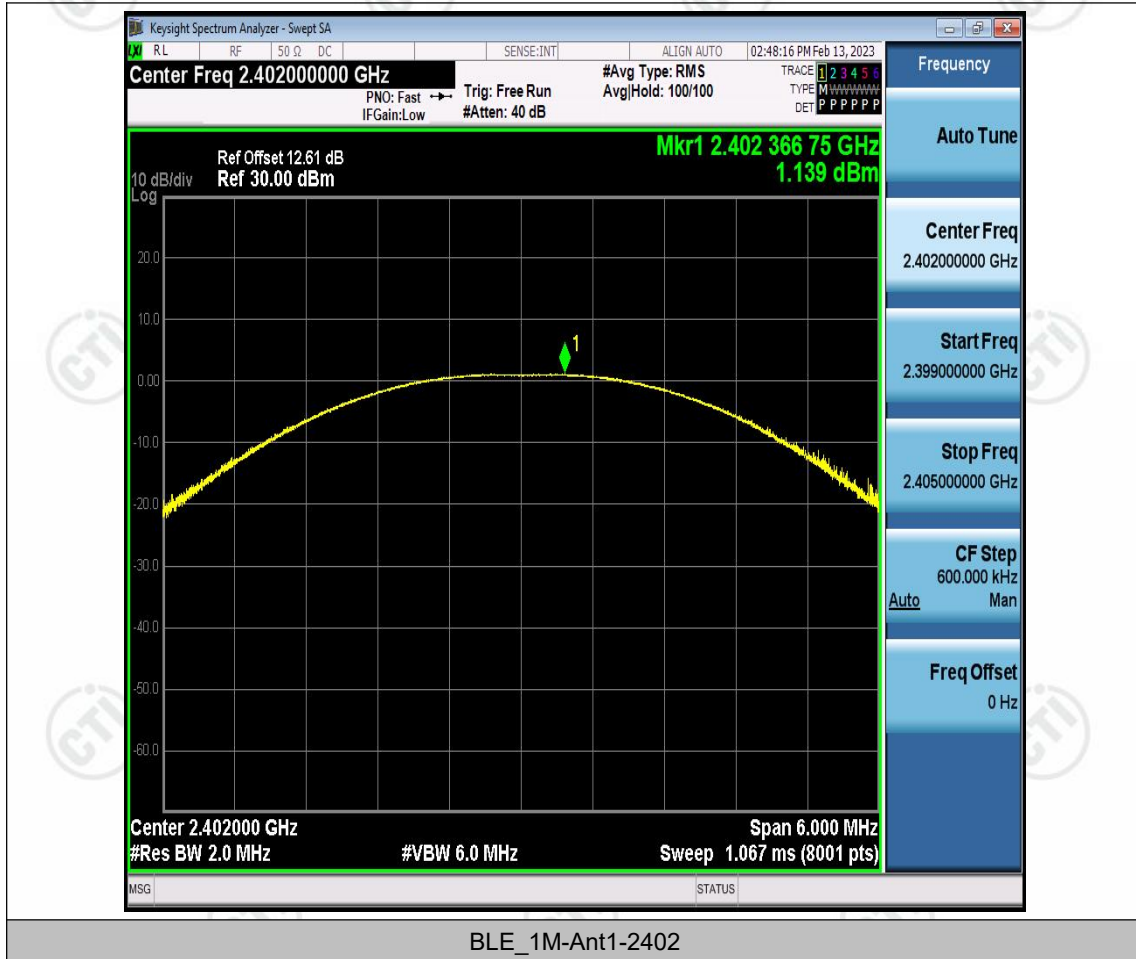 Keysight Spectrum Analyzer - Swept SA
LXI RL RF 50 Ω DC SENSE:INT ALIGN AUTO 02:48:16 PM Feb 13, 2023
Center Freq 2.402000000 GHz
PNO: Fast
IFGain:Low
Trig: Free Run
#Atten: 40 dB
#Avg Type: RMS
Avg|Hold: 100/100
TRACE 1 2 3 4 5 6
TYPE M WWWWW
DET P P P P P P
Mkr1 2.402 366 75 GHz
1.139 dBm
Ref Offset 12.61 dB
10 dB/div Ref 30.00 dBm
Log
20.0
10.0
0.00
-10.0
-20.0
-30.0
-40.0
-50.0
-60.0
1
Center 2.402000 GHz Span 6.000 MHz
#Res BW 2.0 MHz #VBW 6.0 MHz Sweep 1.067 ms (8001 pts)
MSG STATUS
Frequency
Auto Tune
Center Freq
2.402000000 GHz
Start Freq
2.399000000 GHz
Stop Freq
2.405000000 GHz
CF Step
600.000 kHz
Auto Man
Freq Offset
0 Hz
CTI
CTI
CTI
CTI
BLE_1M-Ant1-2402